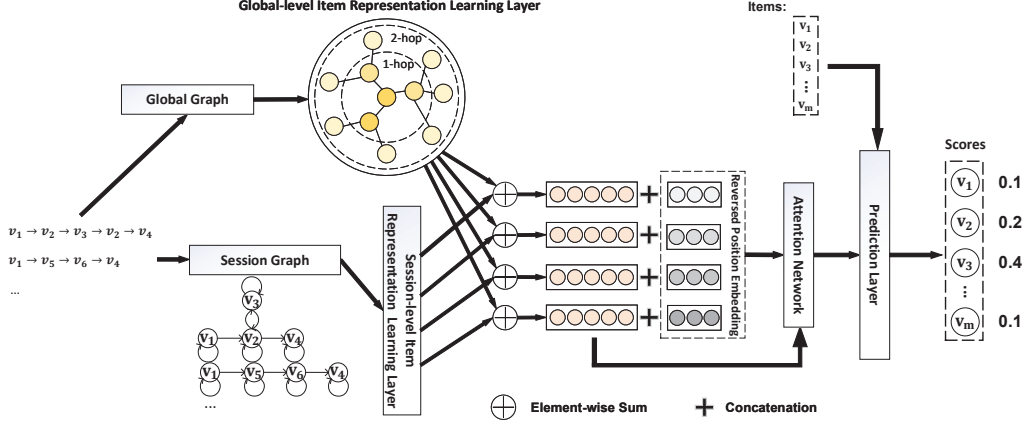 Global-level Item Representation Learning Layer
Items:
2-hop
1-hop
v1
v2
v3
...
vm
Global Graph
Scores
v1 0.1
v2 0.2
v3 0.4
...
vm 0.1
v1 → v2 → v3 → v2 → v4
v1 → v5 → v6 → v4
...
Session Graph
v3
v1 v2 v4
v1 v5 v6 v4
...
Session-level Item
Representation Learning Layer
Reversed Position Embedding
Attention Network
Prediction Layer
Element-wise Sum
Concatenation